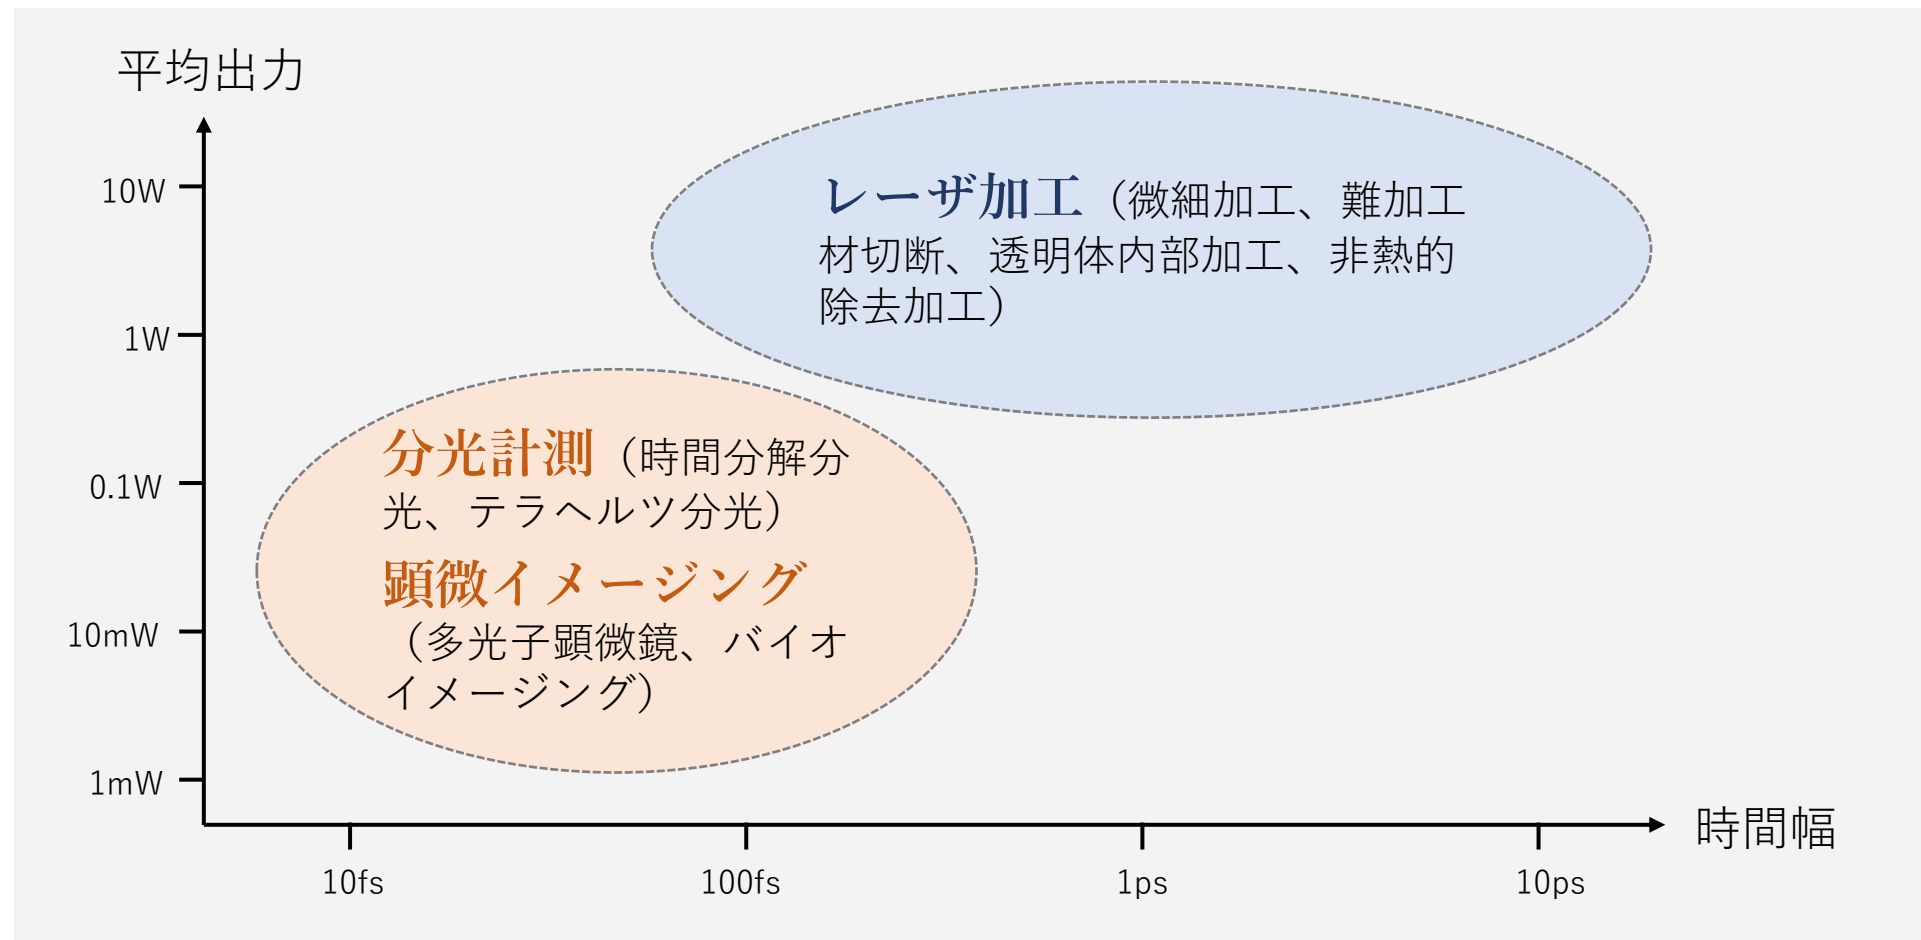 平均出力
10W
1W
0.1W
10mW
1mW
レーザ加工（微細加工、難加工
材切断、透明体内部加工、非熱的
除去加工）
分光計測（時間分解分
光、テラヘルツ分光）
顕微イメージング
（多光子顕微鏡、バイオ
イメージング）
10fs
100fs
1ps
10ps
時間幅